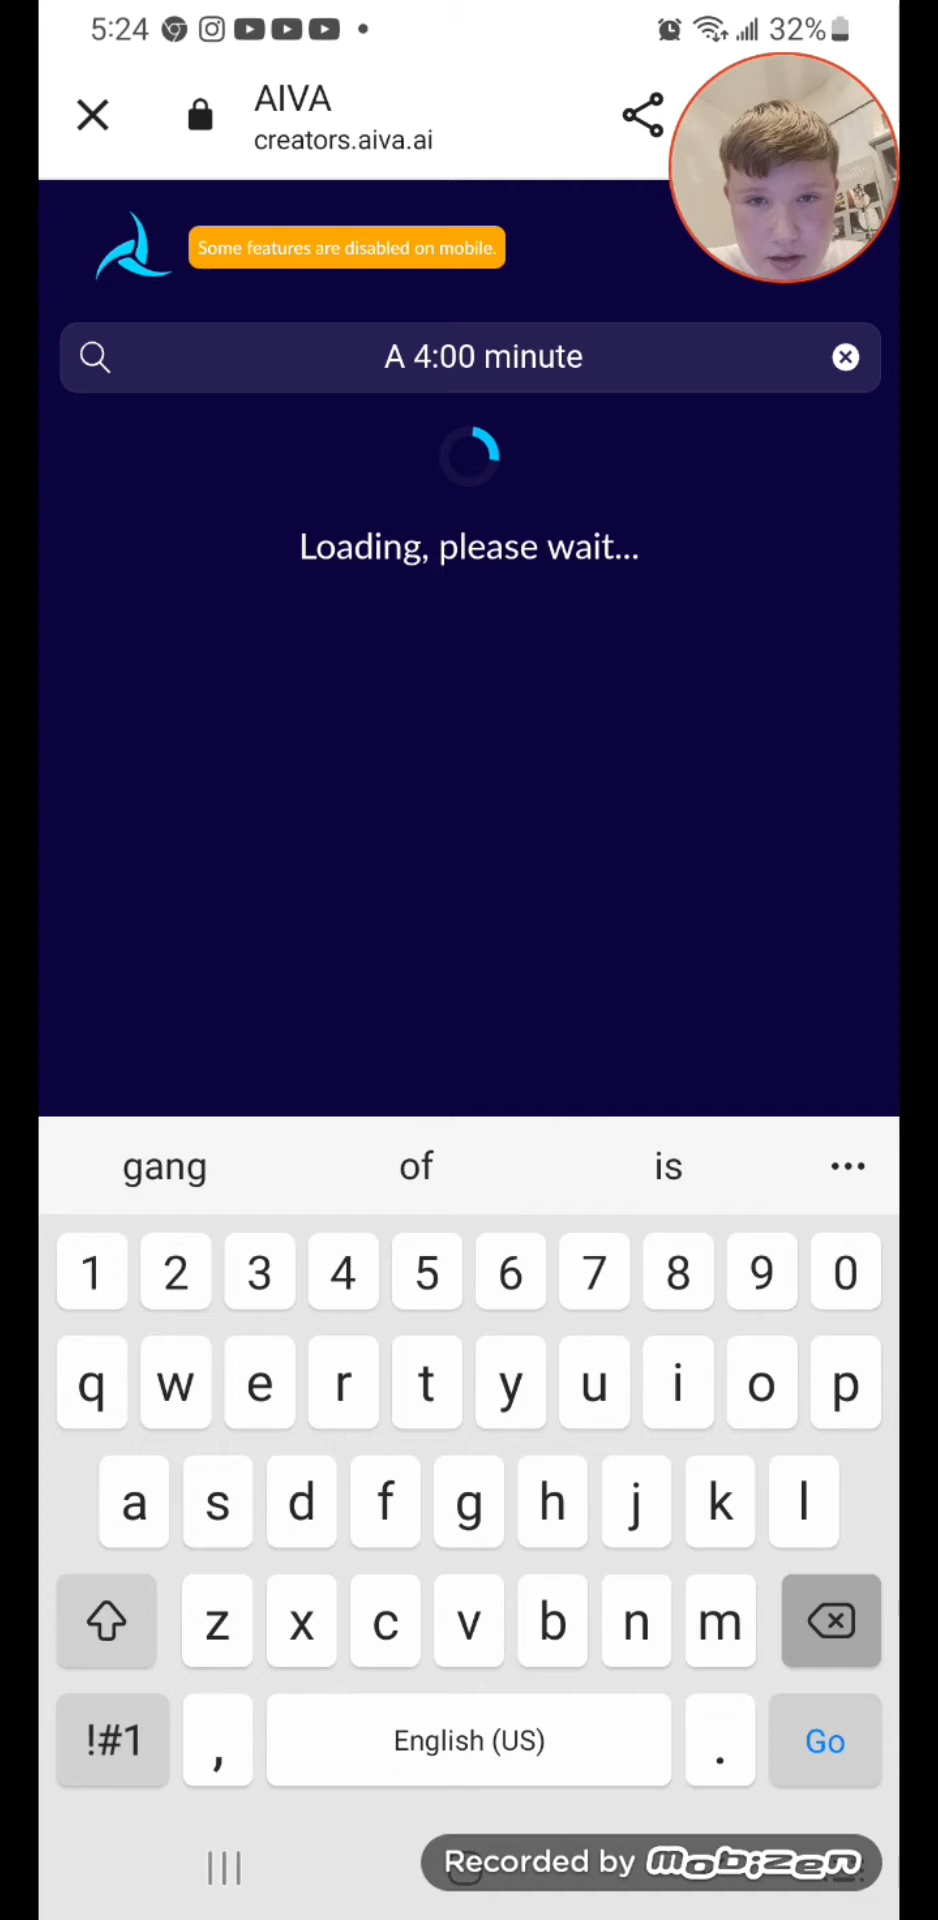 5:24 32%
AIVA
creators.aiva.ai
Some features are disabled on mobile.
A 4:00 minute
Loading, please wait...
gang of is
1 2 3 4 5 6 7 8 9 0
q w e r t y u i o p
a s d f g h j k l
z x c v b n m
!#1 , English (US) . Go
Recorded by mobizen